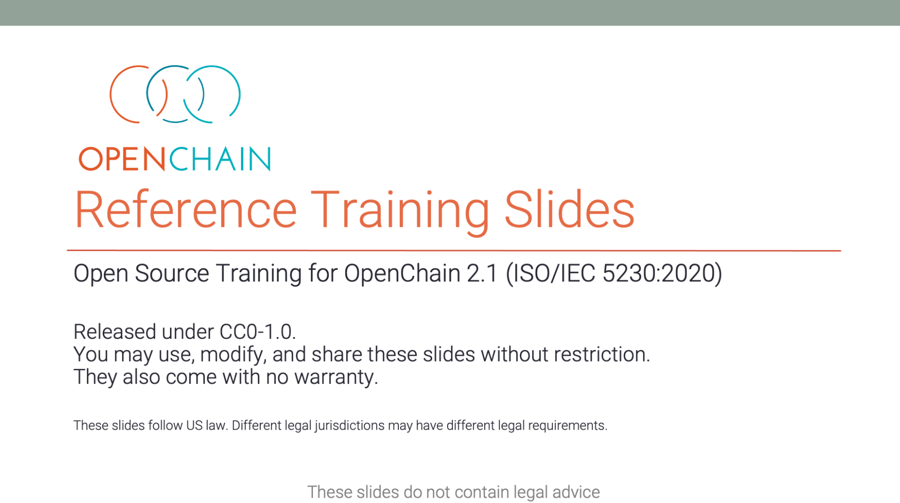 OPENCHAIN
Reference Training Slides
Open Source Training for OpenChain 2.1 (ISO/IEC 5230:2020)
Released under CC0-1.0.
You may use, modify, and share these slides without restriction.
They also come with no warranty.
These slides follow US law. Different legal jurisdictions may have different legal requirements.
These slides do not contain legal advice